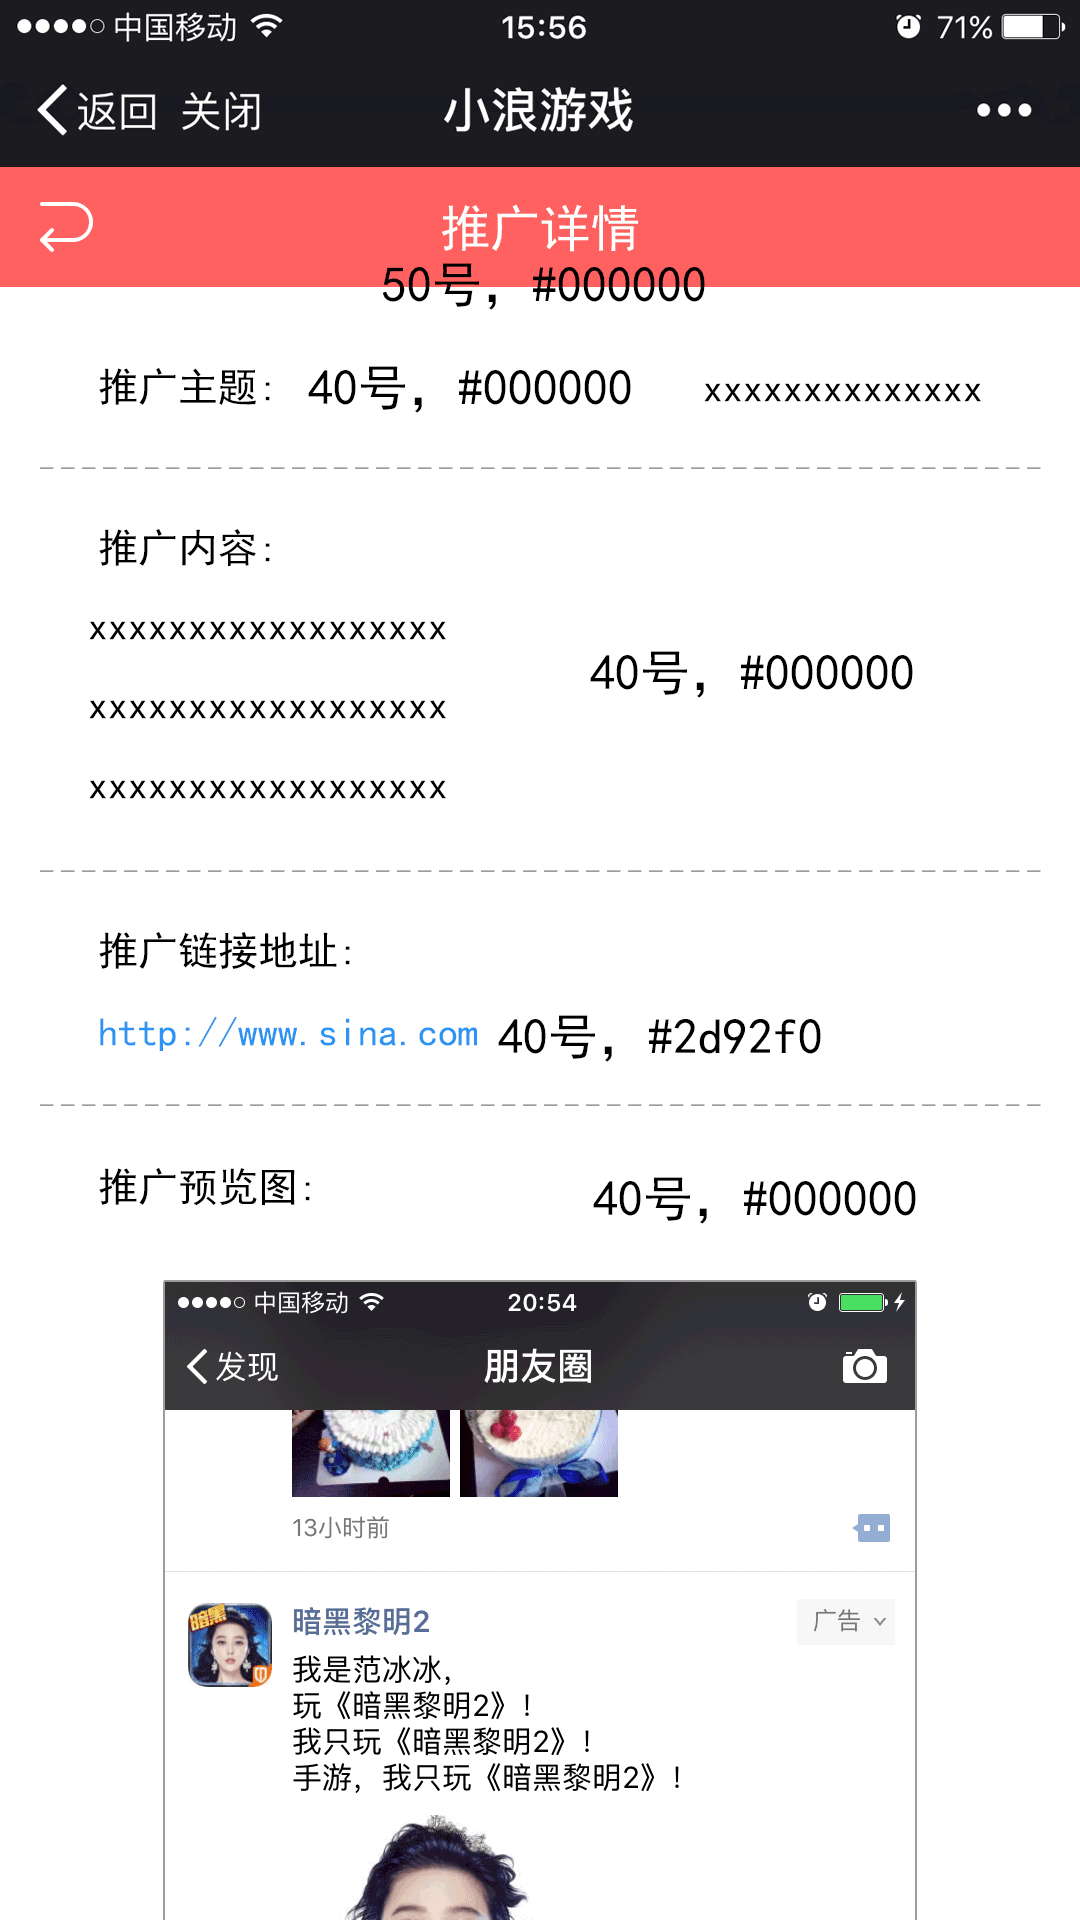 中国移动 15:56 71%
返回 关闭 小浪游戏
推广详情
50号，#000000
推广主题： 40号，#000000 xxxxxxxxxxxxxx
推广内容：
xxxxxxxxxxxxxxxxxx
40号，#000000
xxxxxxxxxxxxxxxxxx
xxxxxxxxxxxxxxxxxx
推广链接地址：
http://www.sina.com 40号，#2d92f0
推广预览图： 40号，#000000
中国移动 20:54
发现 朋友圈
13小时前
暗黑
暗黑黎明2 广告
我是范冰冰，
玩《暗黑黎明2》！
我只玩《暗黑黎明2》！
手游，我只玩《暗黑黎明2》！